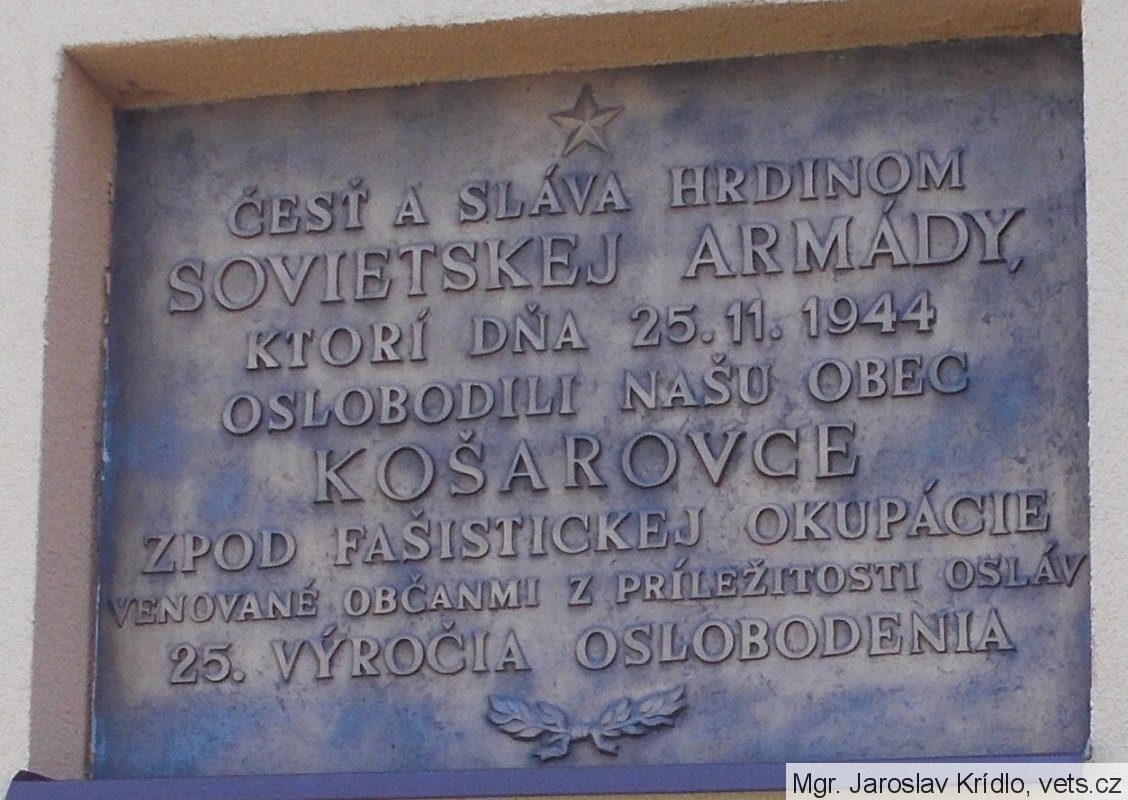 ČESŤ A SLÁVA HRDINOM
SOVIETSKEJ ARMÁDY,
KTORÍ DŇA 25.11.1944
OSLOBODILI NAŠU OBEC
KOŠAROVCE
ZPOD FAŠISTICKEJ OKUPÁCIE
VENOVANÉ OBČANMI Z PRÍLEŽITOSTI OSLÁV
25. VÝROČIA OSLOBODENIA
Mgr. Jaroslav Krídlo, vets.cz